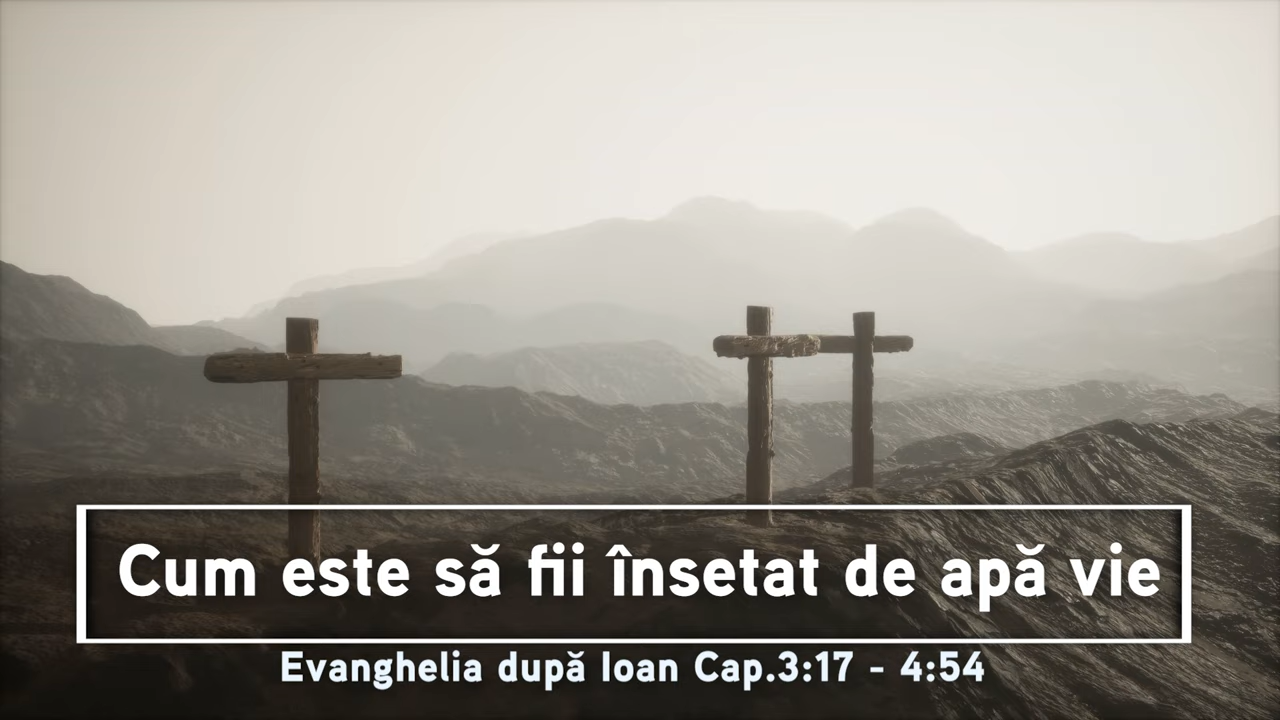 Cum este să fii însetat de apă vie
Evanghelia după Ioan Cap.3:17 - 4:54